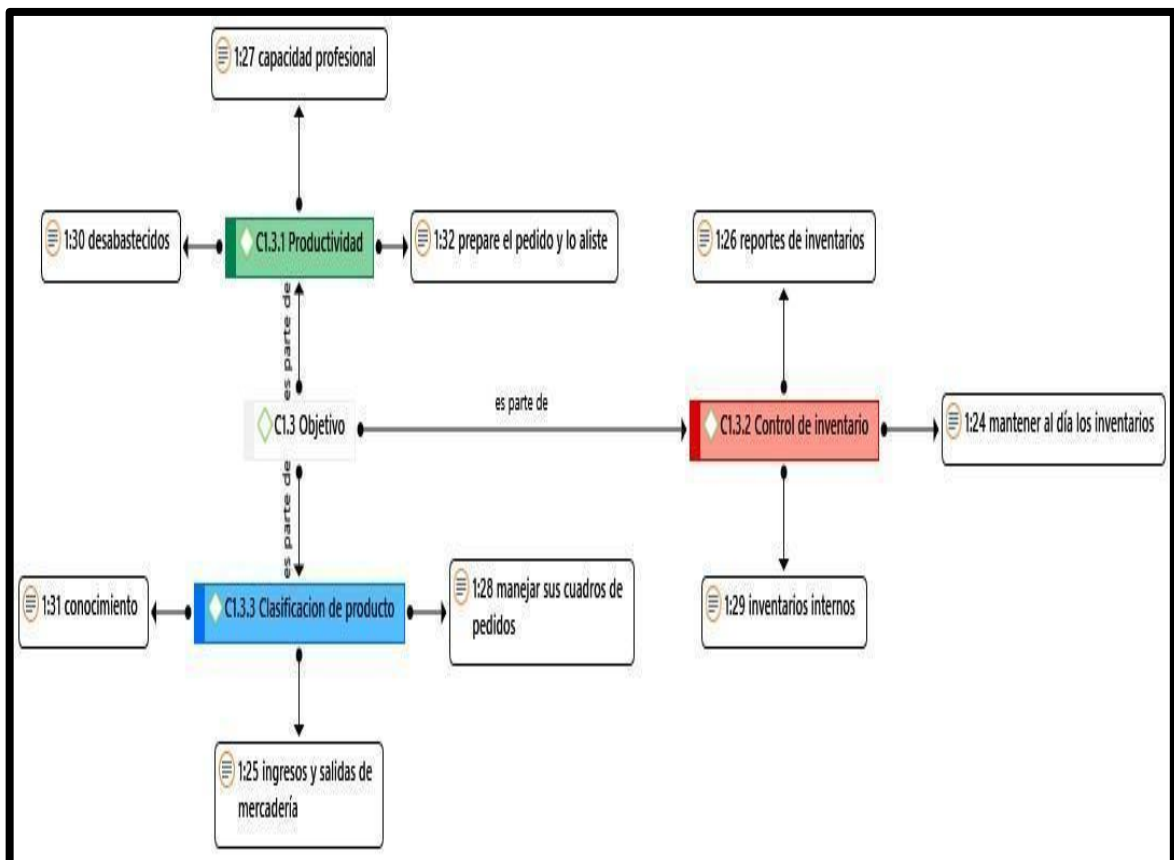 1:27 capacidad profesional
1:30 desabastecidos
C1.3.1 Productividad
1:32 prepare el pedido y lo aliste
1:26 reportes de inventarios
es parte de
C1.3 Objetivo
es parte de
C1.3.2 Control de inventario
1:24 mantener al día los inventarios
es parte de
1:31 conocimiento
C1.3.3 Clasificacion de producto
1:28 manejar sus cuadros de
pedidos
1:29 inventarios internos
1:25 ingresos y salidas de
mercadería